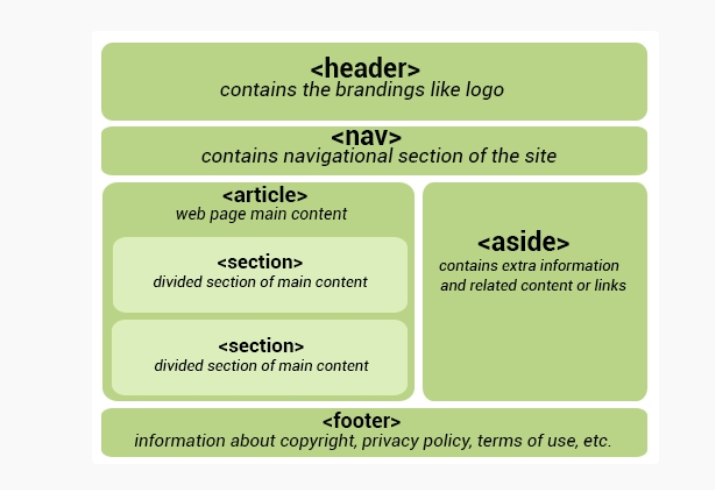 <header>
contains the brandings like logo
<nav>
contains navigational section of the site
<article>
web page main content
<section>
divided section of main content
<section>
divided section of main content
<aside>
contains extra information
and related content or links
<footer>
information about copyright, privacy policy, terms of use, etc.